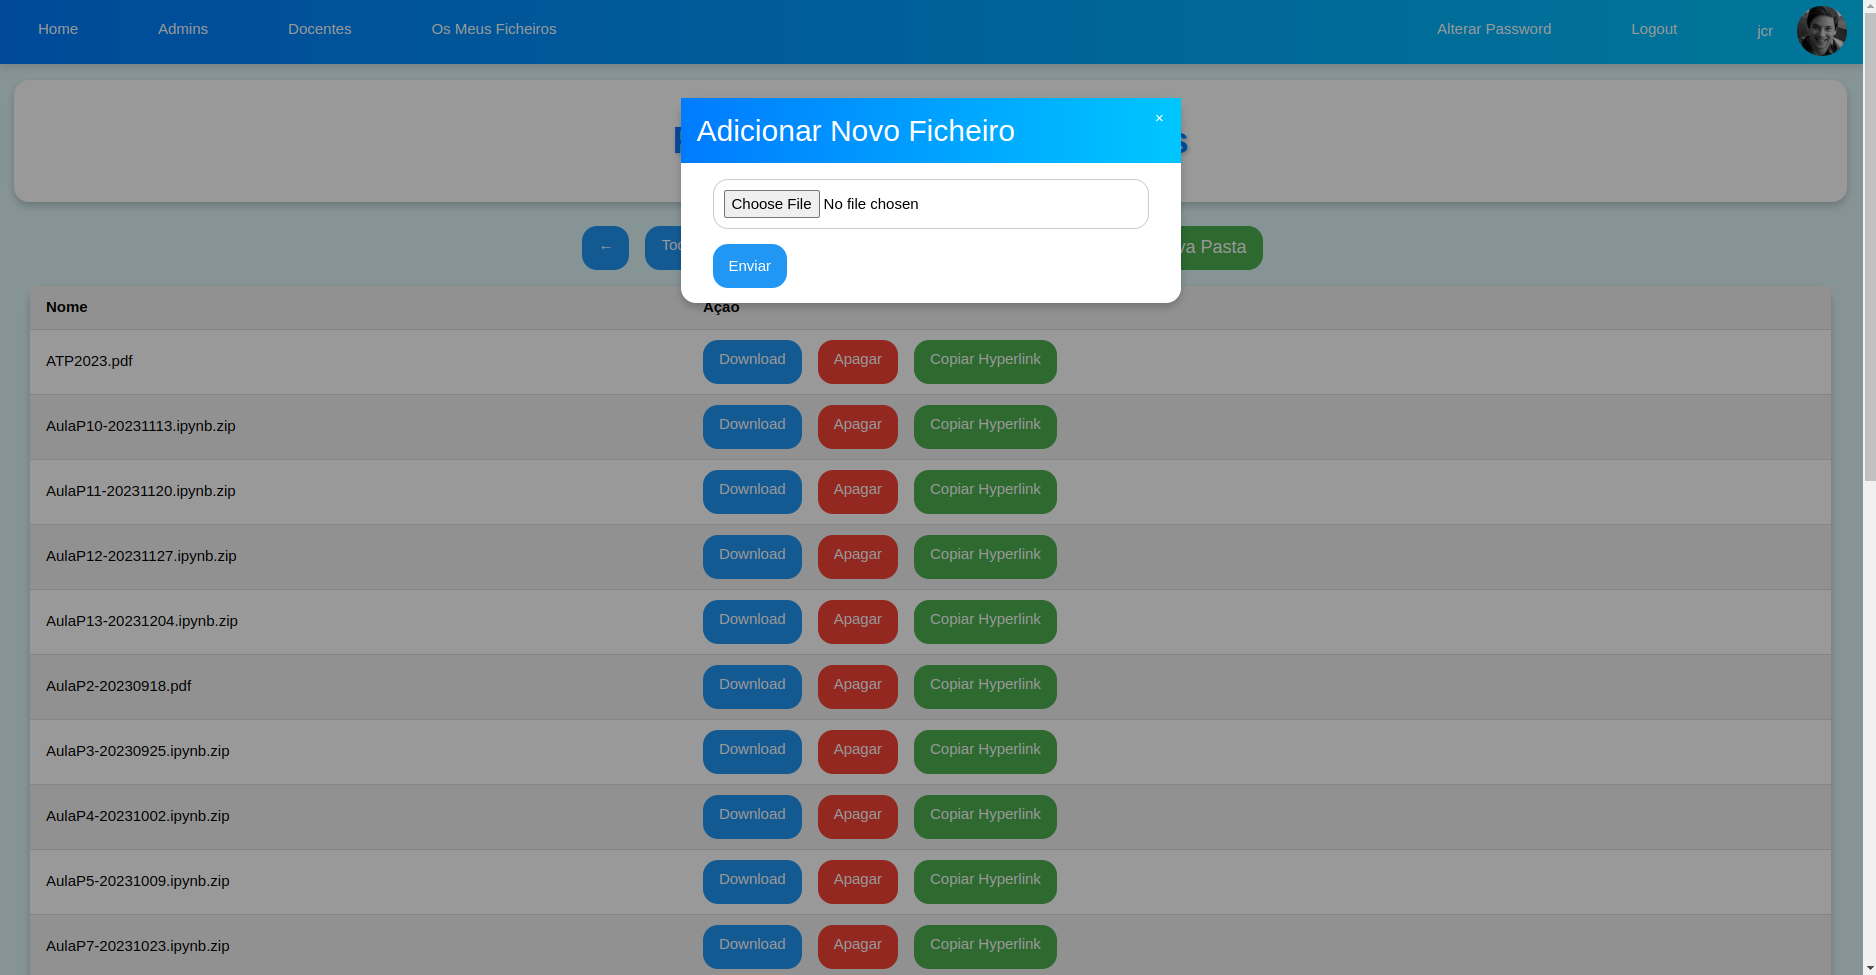 Home Admins Docentes Os Meus Ficheiros Alterar Password Logout jcr
Adicionar Novo Ficheiro ×
Choose File No file chosen
← Pasta
Enviar
Nome Ação
ATP2023.pdf Download Apagar Copiar Hyperlink
AulaP10-20231113.ipynb.zip Download Apagar Copiar Hyperlink
AulaP11-20231120.ipynb.zip Download Apagar Copiar Hyperlink
AulaP12-20231127.ipynb.zip Download Apagar Copiar Hyperlink
AulaP13-20231204.ipynb.zip Download Apagar Copiar Hyperlink
AulaP2-20230918.pdf Download Apagar Copiar Hyperlink
AulaP3-20230925.ipynb.zip Download Apagar Copiar Hyperlink
AulaP4-20231002.ipynb.zip Download Apagar Copiar Hyperlink
AulaP5-20231009.ipynb.zip Download Apagar Copiar Hyperlink
AulaP7-20231023.ipynb.zip Download Apagar Copiar Hyperlink